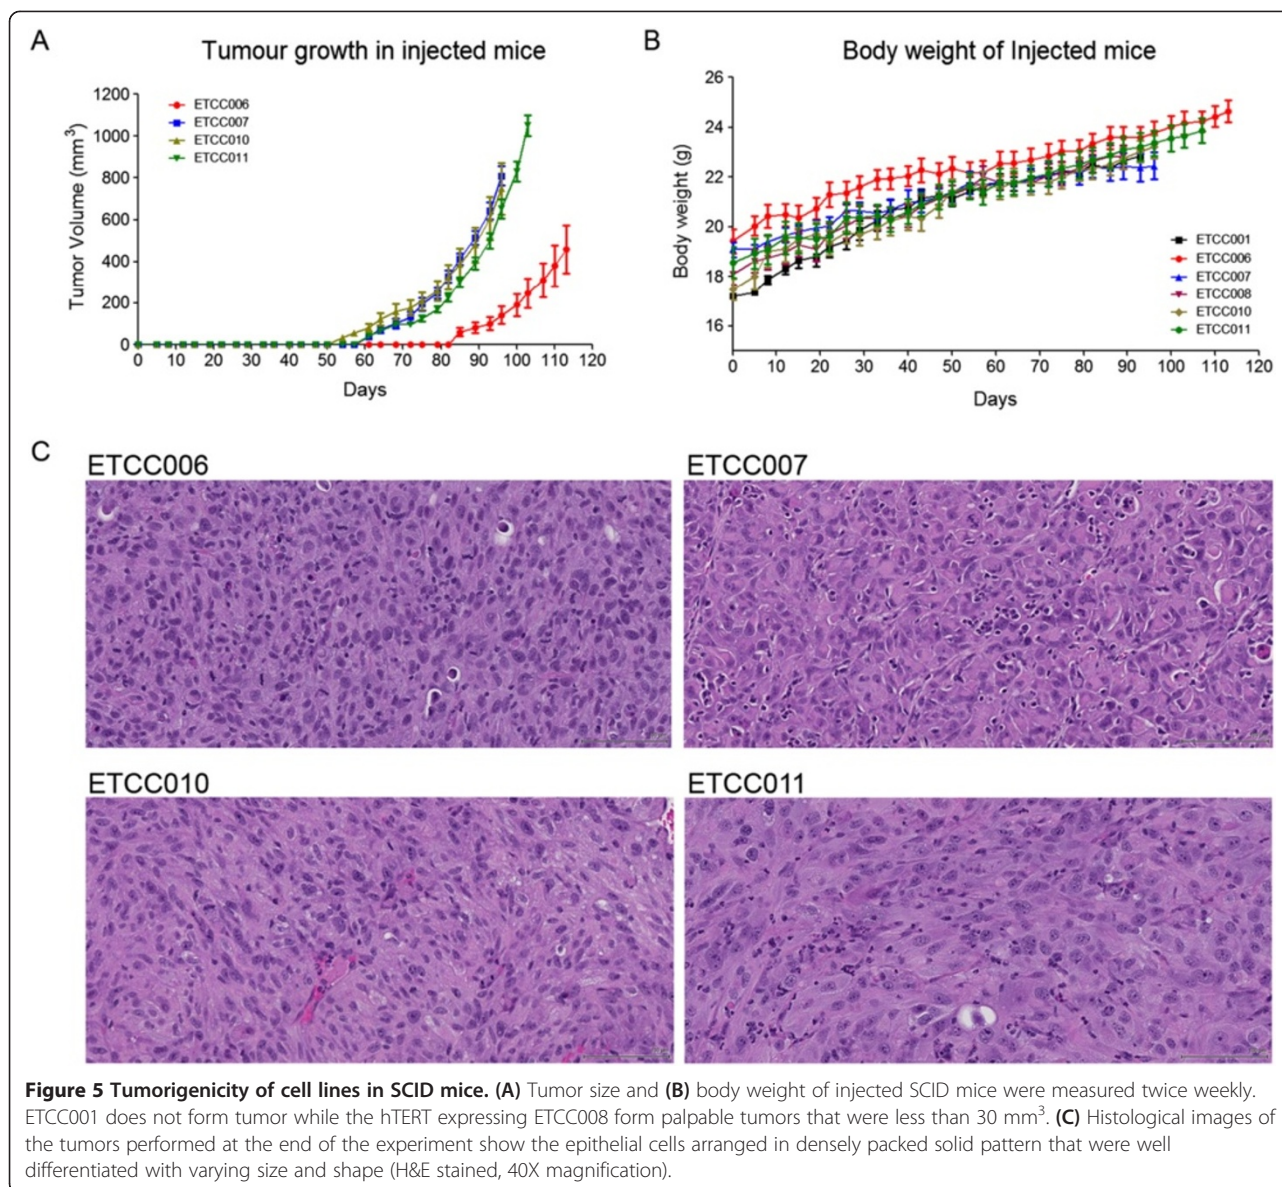 A
Tumour growth in injected mice
1200
1000
800
600
400
200
0
Tumor Volume (mm³)
ETCC006
ETCC007
ETCC010
ETCC011
0 10 20 30 40 50 60 70 80 90 100 110 120
Days
B
Body weight of Injected mice
26
24
22
20
18
16
Body weight (g)
ETCC001
ETCC006
ETCC007
ETCC008
ETCC010
ETCC011
0 10 20 30 40 50 60 70 80 90 100 110 120
Days
C
ETCC006
ETCC007
ETCC010
ETCC011
Figure 5 Tumorigenicity of cell lines in SCID mice. (A) Tumor size and (B) body weight of injected SCID mice were measured twice weekly.
ETCC001 does not form tumor while the hTERT expressing ETCC008 form palpable tumors that were less than 30 mm³. (C) Histological images of
the tumors performed at the end of the experiment show the epithelial cells arranged in densely packed solid pattern that were well
differentiated with varying size and shape (H&E stained, 40X magnification).